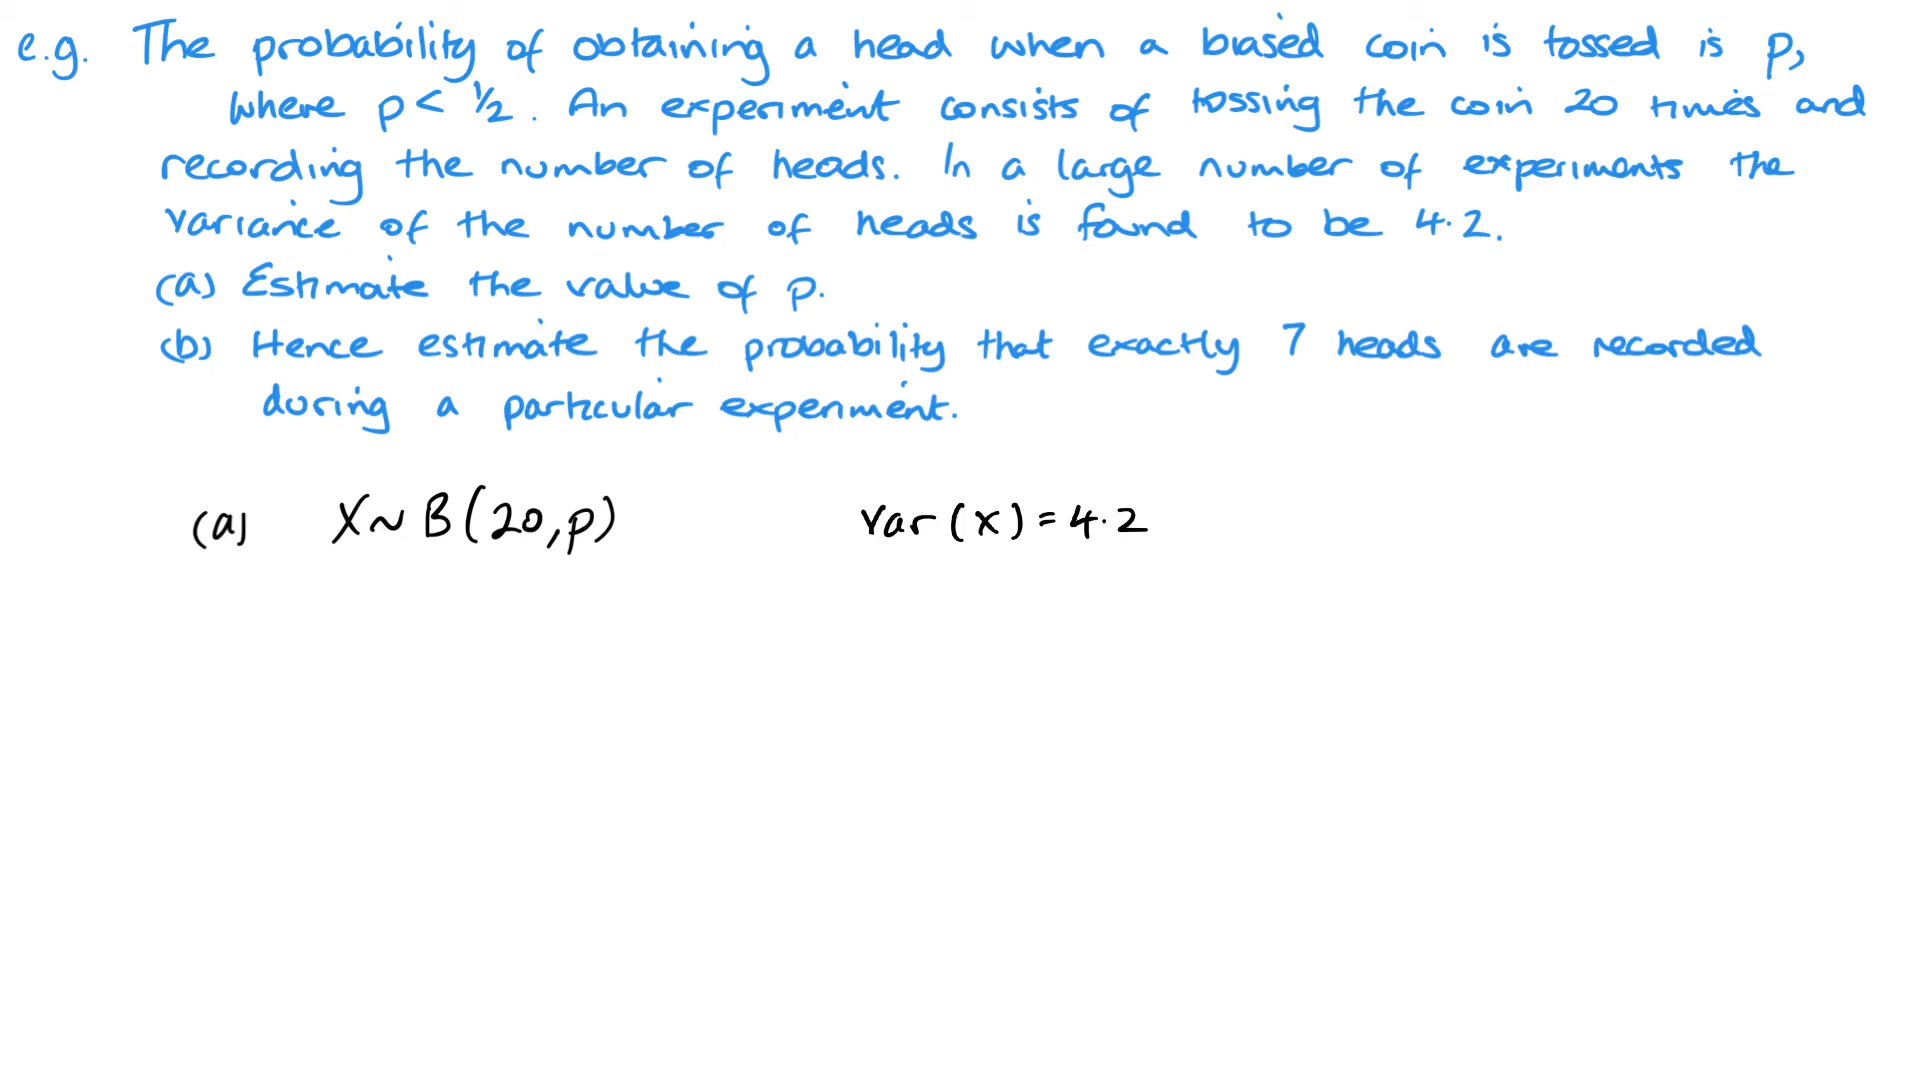 e.g. The probability of obtaining a head when a biased coin is tossed is p,
where p < 1/2. An experiment consists of tossing the coin 20 times and
recording the number of heads. In a large number of experiments the
variance of the number of heads is found to be 4.2.
(a) Estimate the value of p.
(b) Hence estimate the probability that exactly 7 heads are recorded
during a particular experiment.
(a) X~B(20,p) Var(X) = 4.2